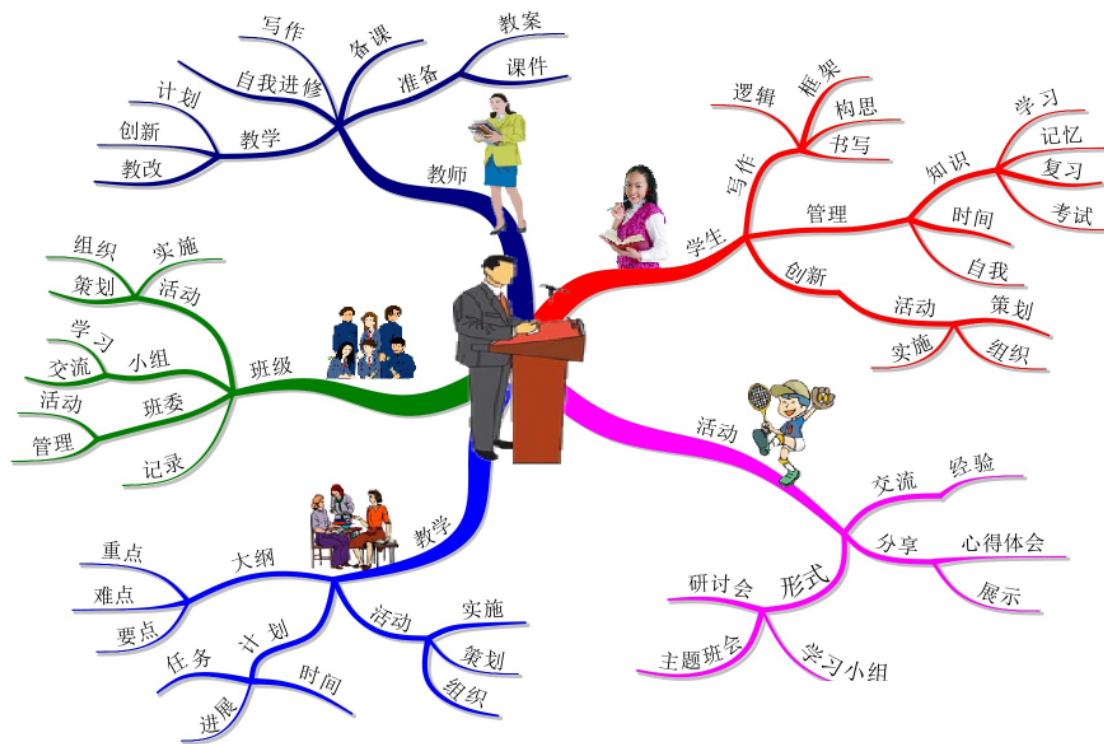 教师
写作
自我进修
备课
准备
教案
课件
教学
计划
创新
教改
学生
写作
逻辑
框架
构思
书写
管理
知识
学习
记忆
复习
考试
时间
自我
创新
活动
策划
组织
实施
班级
活动
组织
策划
实施
小组
学习
交流
班委
活动
管理
记录
教学
大纲
重点
难点
要点
计划
任务
进展
时间
活动
实施
策划
组织
活动
交流
经验
分享
心得体会
展示
形式
研讨会
主题班会
学习小组